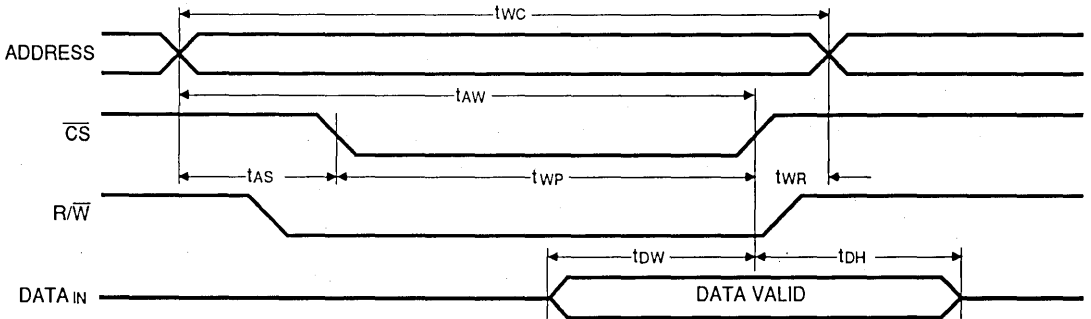 tWC
ADDRESS
tAW
CS
tAS
tWP
tWR
R/W
tDW
tDH
DATA IN
DATA VALID